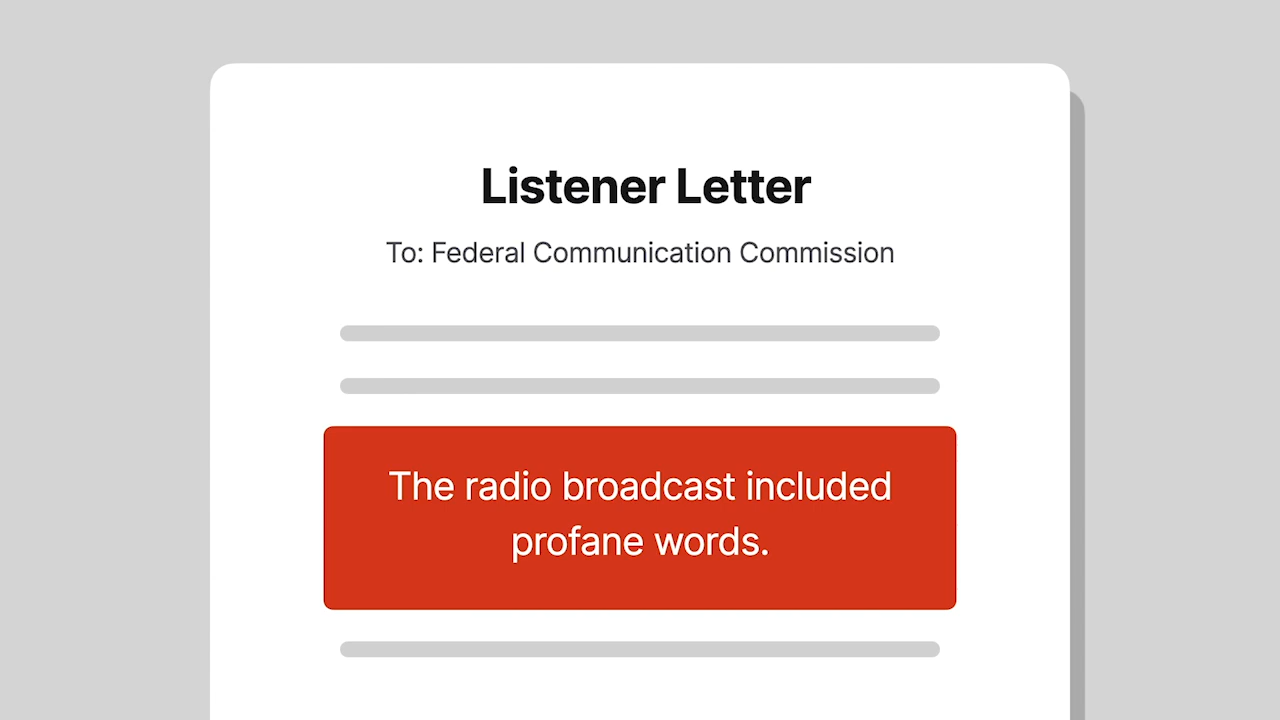 Listener Letter
To: Federal Communication Commission
The radio broadcast included
profane words.